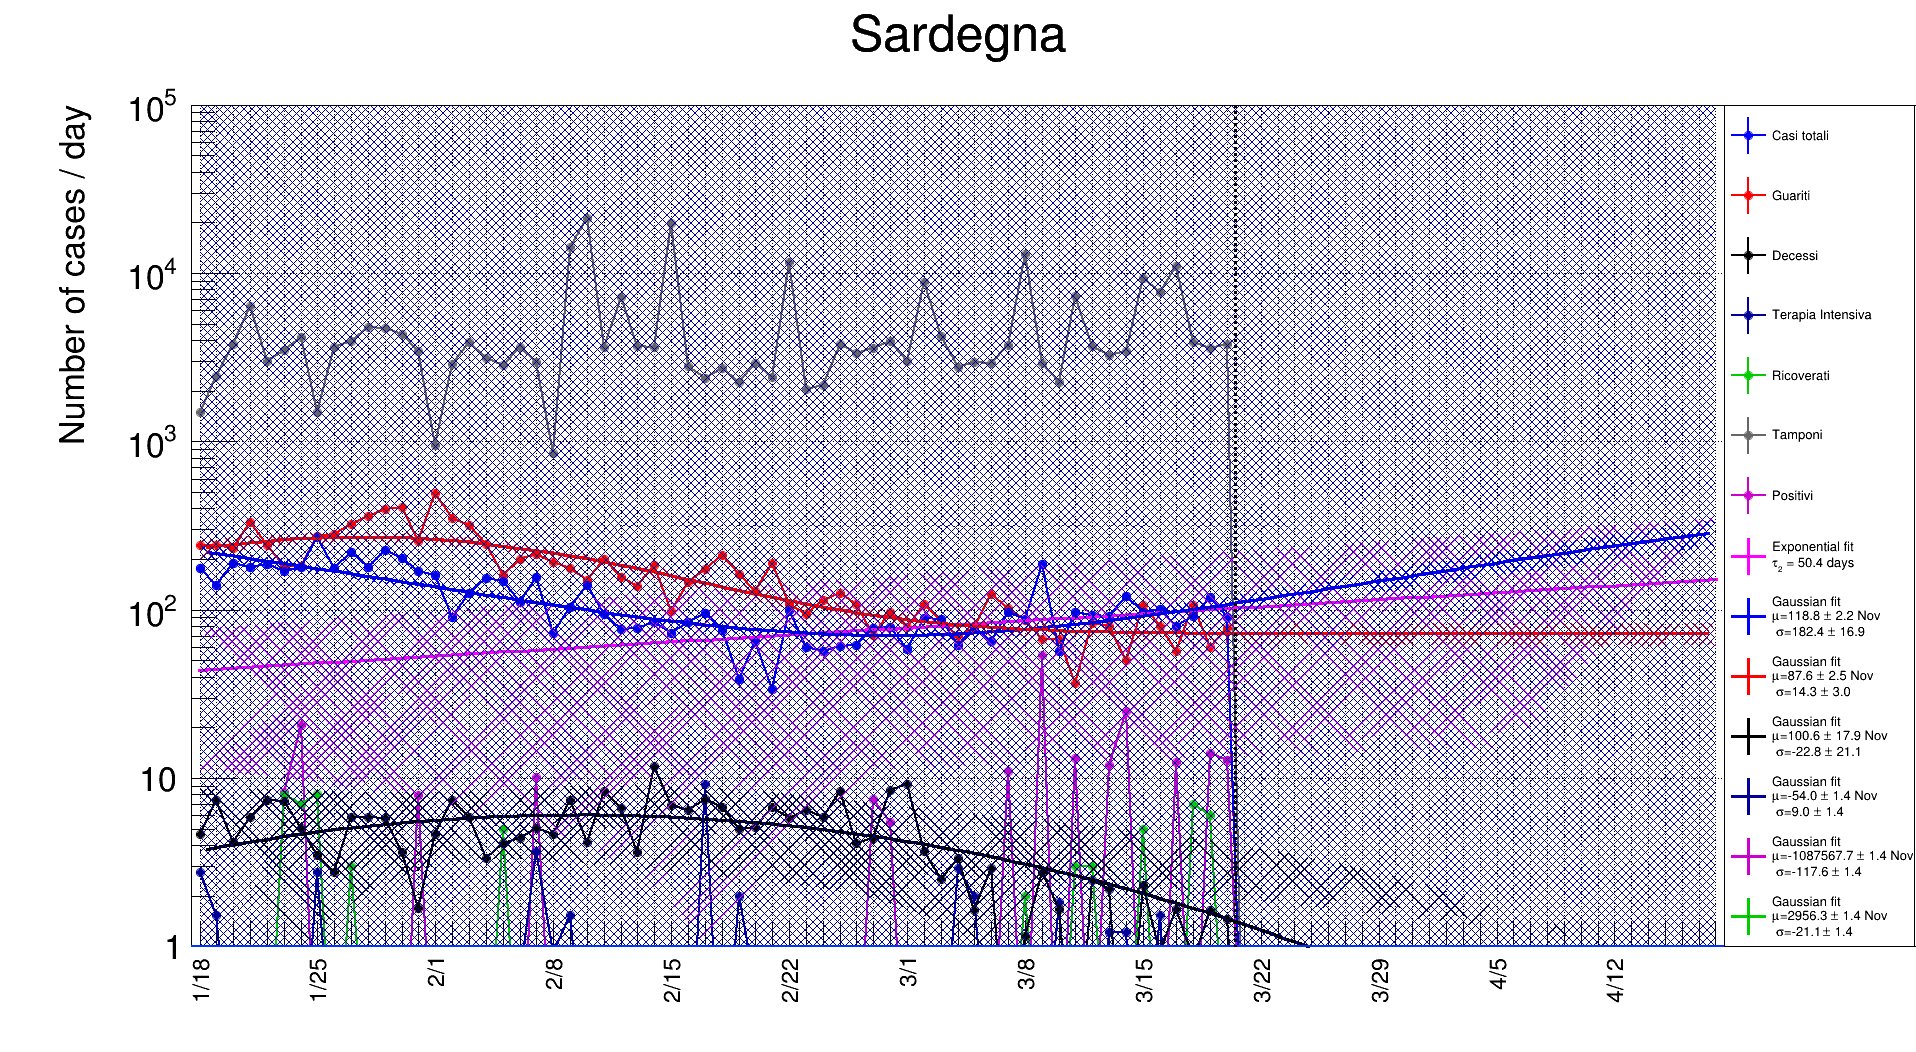 Sardegna
Number of cases / day
10^5
10^4
10^3
10^2
10
1
1/18
1/25
2/1
2/8
2/15
2/22
3/1
3/8
3/15
3/22
3/29
4/5
4/12
Casi totali
Guariti
Decessi
Terapia Intensiva
Ricoverati
Tamponi
Positivi
Exponential fit
τ_2 = 50.4 days
Gaussian fit
μ=118.8 ± 2.2 Nov
σ=182.4 ± 16.9
Gaussian fit
μ=87.6 ± 2.5 Nov
σ=14.3 ± 3.0
Gaussian fit
μ=100.6 ± 17.9 Nov
σ=-22.8 ± 21.1
Gaussian fit
μ=-54.0 ± 1.4 Nov
σ=9.0 ± 1.4
Gaussian fit
μ=-1087567.7 ± 1.4 Nov
σ=-117.6 ± 1.4
Gaussian fit
μ=2956.3 ± 1.4 Nov
σ=-21.1 ± 1.4